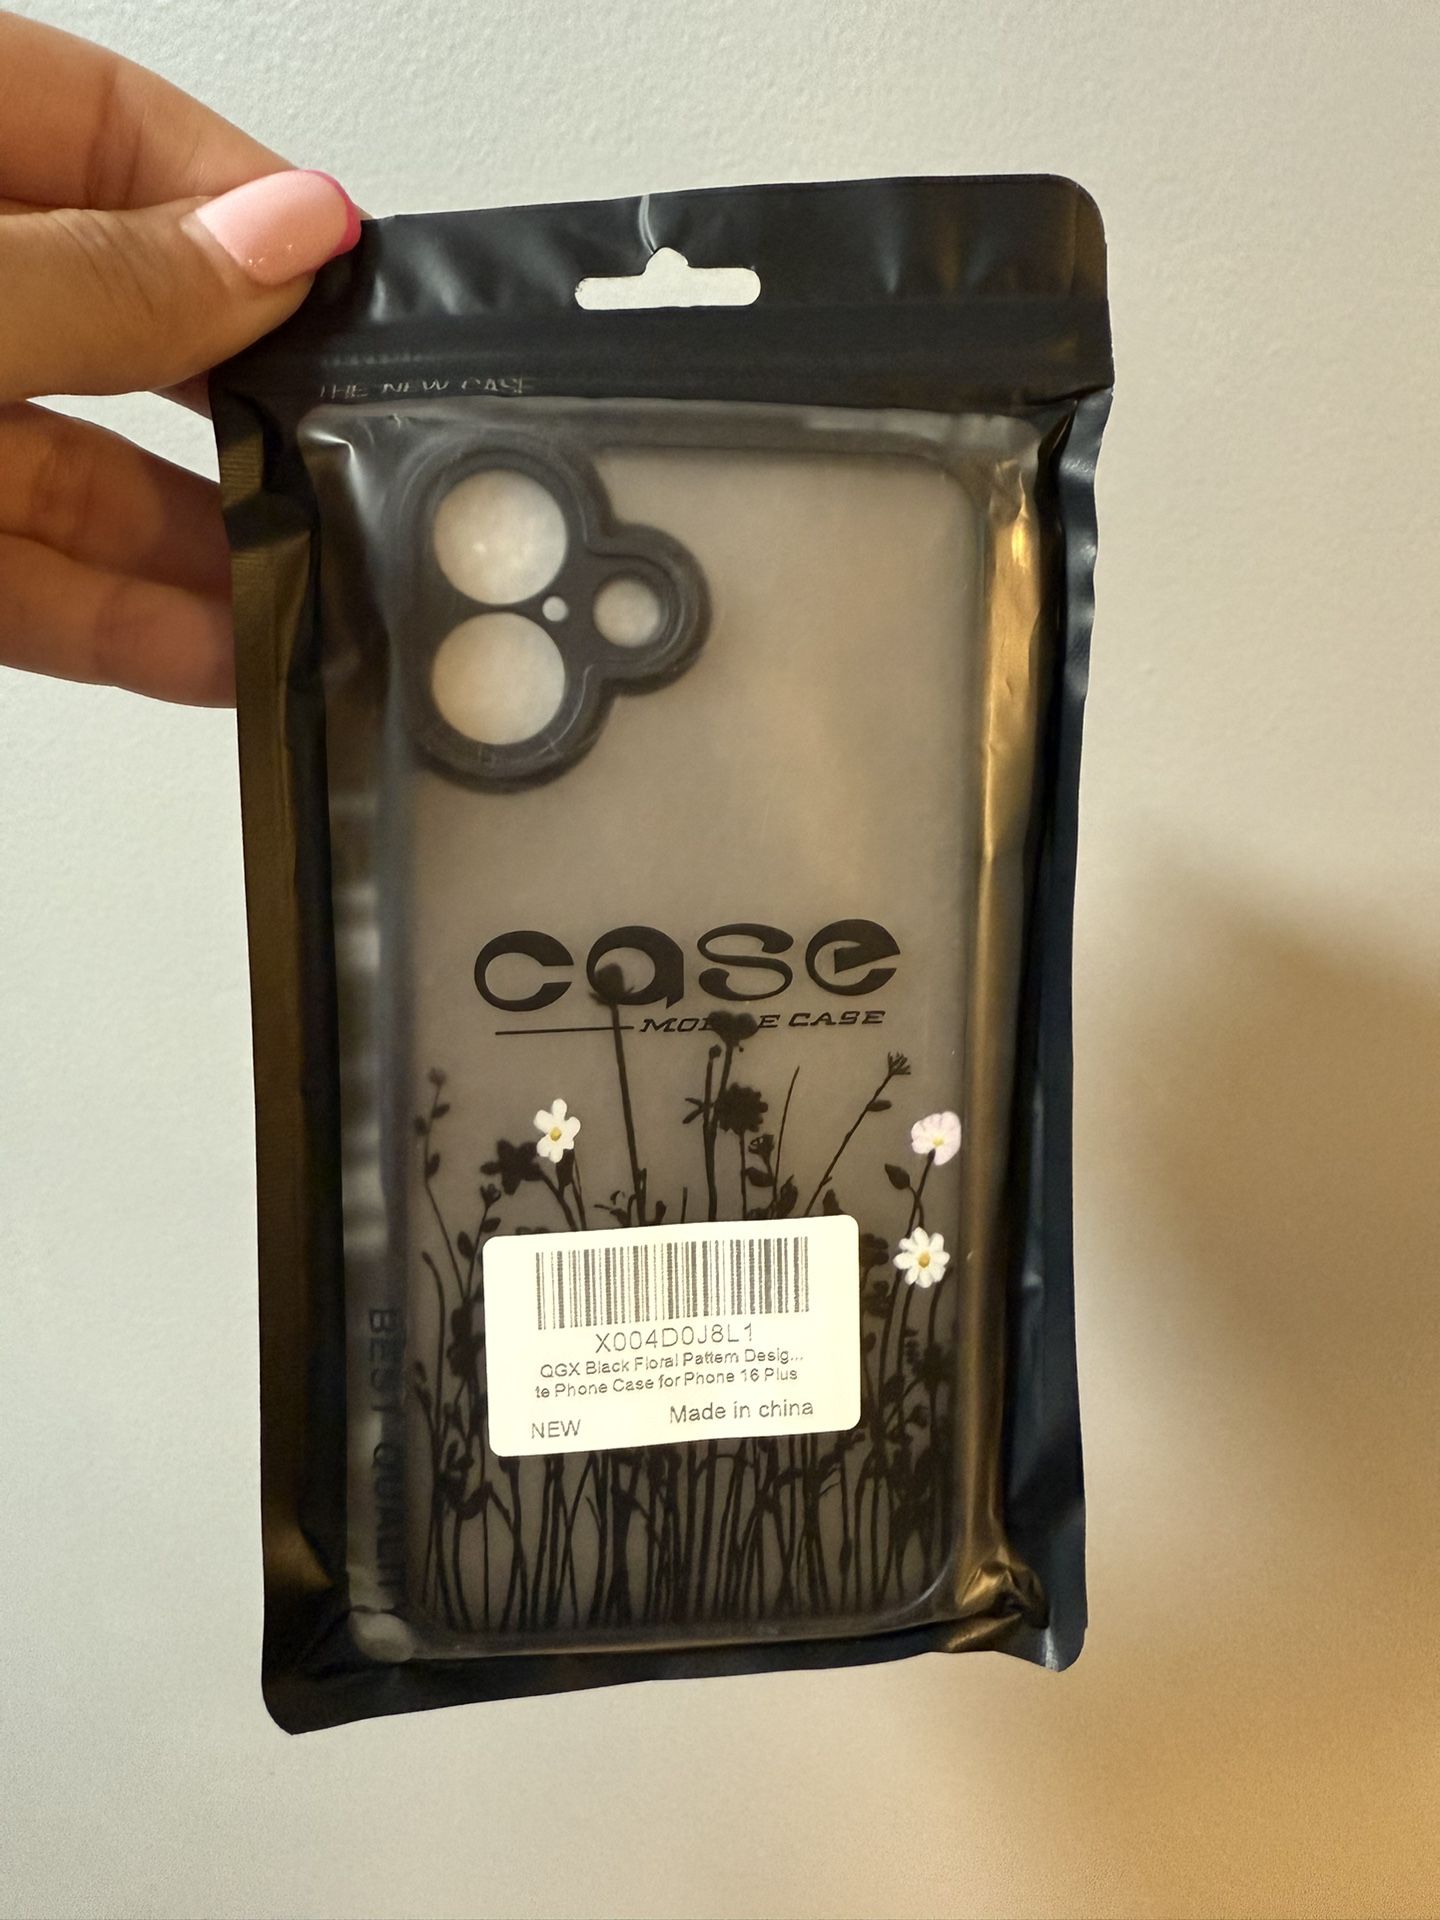 THE NEW CASE
case
MOBILE CASE
X004D0J8L1
QGX Black Floral Pattern Desig...
te Phone Case for Phone 16 Plus
NEW
Made in china
BEST QUALITY